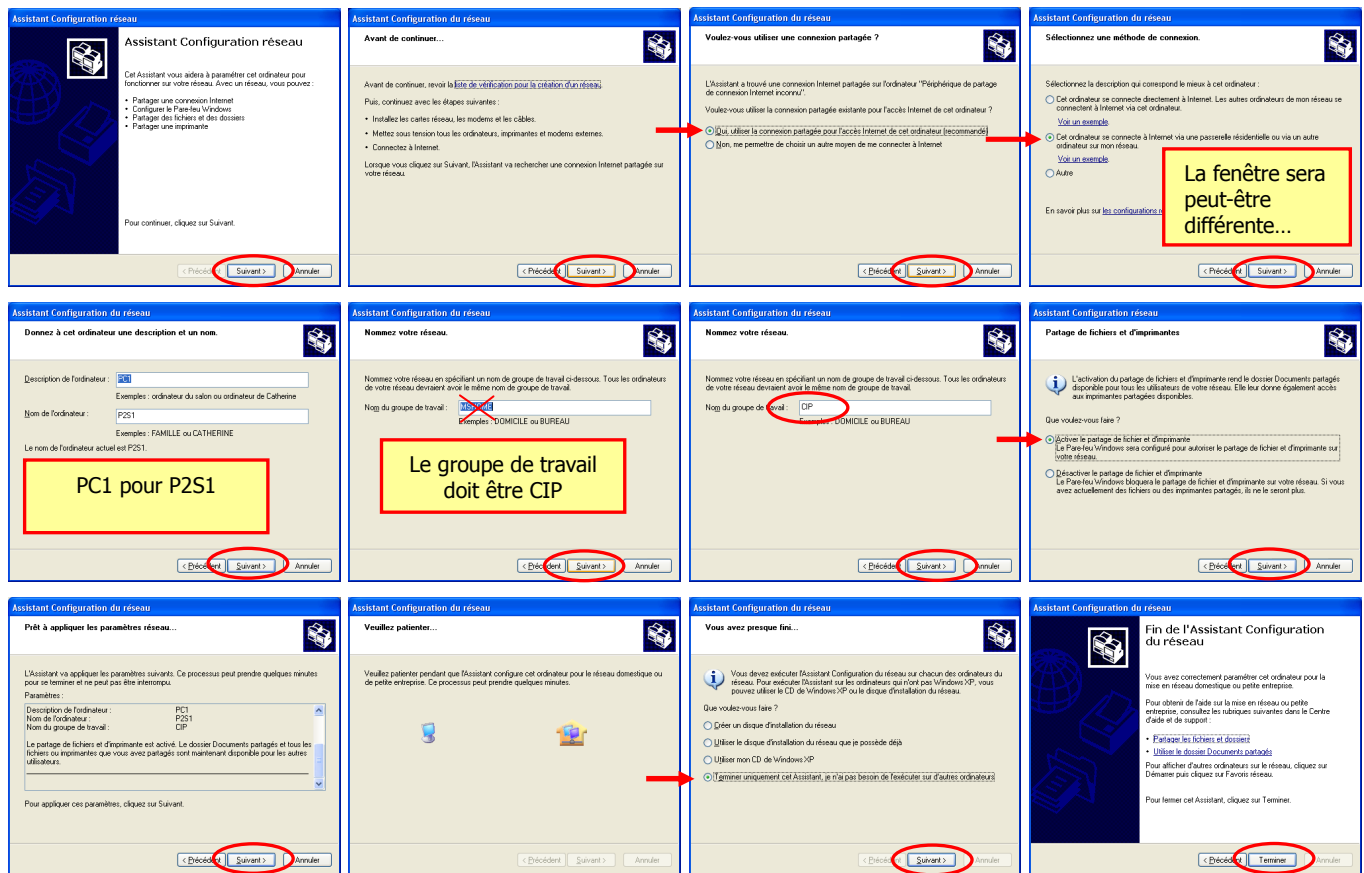 Assistant Configuration réseau
Assistant Configuration réseau
Cet Assistant vous aidera à paramétrer cet ordinateur pour
fonctionner sur votre réseau. Avec un réseau, vous pouvez :
• Partager une connexion Internet
• Configurer le Pare-feu Windows
• Partager des fichiers et des dossiers
• Partager une imprimante
Pour continuer, cliquez sur Suivant.
Suivant >
Annuler
Assistant Configuration du réseau
Avant de continuer...
Avant de continuer, revoir la liste de vérification pour la création d'un réseau.
Puis, continuez avec les étapes suivantes :
• Installez les cartes réseau, les modems et les câbles.
• Mettez sous tension tous les ordinateurs, imprimantes et modems externes.
• Connectez à Internet.
Lorsque vous cliquez sur Suivant, l'Assistant va rechercher une connexion Internet partagée sur
votre réseau.
Suivant >
Annuler
Assistant Configuration du réseau
Voulez-vous utiliser une connexion partagée ?
L'Assistant a trouvé une connexion Internet partagée sur l'ordinateur "Périphérique de partage
de connexion Internet inconnu".
Voulez-vous utiliser la connexion partagée existante pour l'accès Internet de cet ordinateur ?
Oui, utiliser la connexion partagée pour l'accès Internet de cet ordinateur (recommandé)
Non, me permettre de choisir un autre moyen de me connecter à Internet
Suivant >
Annuler
Assistant Configuration du réseau
Sélectionnez une méthode de connexion.
Sélectionnez la description qui correspond le mieux à cet ordinateur :
Cet ordinateur se connecte directement à Internet. Les autres ordinateurs de mon réseau se
connectent à Internet via cet ordinateur.
Voir un exemple.
Cet ordinateur se connecte à Internet via une passerelle résidentielle ou via un autre
ordinateur sur mon réseau.
Voir un exemple.
Autre
En savoir plus sur les configurations
La fenêtre sera
peut-être
différente…
Suivant >
Annuler
Assistant Configuration du réseau
Donnez à cet ordinateur une description et un nom.
Description de l'ordinateur : PC1
Exemples : ordinateur du salon ou ordinateur de Catherine
Nom de l'ordinateur : P2S1
Exemples : FAMILLE ou CATHERINE
Le nom de l'ordinateur actuel est P2S1.
PC1 pour P2S1
Suivant >
Annuler
Assistant Configuration du réseau
Nommez votre réseau.
Nommez votre réseau en spécifiant un nom de groupe de travail ci-dessous. Tous les ordinateurs
de votre réseau devraient avoir le même nom de groupe de travail.
Nom du groupe de travail : MSHOME
Exemples : DOMICILE ou BUREAU
Le groupe de travail
doit être CIP
Suivant >
Annuler
Assistant Configuration du réseau
Nommez votre réseau.
Nommez votre réseau en spécifiant un nom de groupe de travail ci-dessous. Tous les ordinateurs
de votre réseau devraient avoir le même nom de groupe de travail.
Nom du groupe de travail : CIP
Exemples : DOMICILE ou BUREAU
Suivant >
Annuler
Assistant Configuration réseau
Partage de fichiers et d'imprimantes
L'activation du partage de fichiers et d'imprimante rend le dossier Documents partagés
disponible pour tous les utilisateurs de votre réseau. Elle leur donne également accès
aux imprimantes partagées disponibles.
Que voulez-vous faire ?
Activer le partage de fichier et d'imprimante
Le Pare-feu Windows sera configuré pour autoriser le partage de fichier et d'imprimante sur
votre réseau.
Désactiver le partage de fichier et d'imprimante
Le Pare-feu Windows bloquera le partage de fichier et d'imprimante sur votre réseau. Si vous
avez actuellement des fichiers ou des imprimantes partagés, ils ne le seront plus.
Suivant >
Annuler
Assistant Configuration du réseau
Prêt à appliquer les paramètres réseau...
L'Assistant va appliquer les paramètres suivants. Ce processus peut prendre quelques minutes
pour se terminer et ne peut pas être interrompu.
Paramètres :
Description de l'ordinateur : PC1
Nom de l'ordinateur : P2S1
Nom du groupe de travail : CIP
Le partage de fichiers et d'imprimante est activé. Le dossier Documents partagés et tous les
fichiers ou imprimantes que vous avez partagés sont maintenant disponible pour les autres
utilisateurs.
Pour appliquer ces paramètres, cliquez sur Suivant.
Suivant >
Annuler
Assistant Configuration du réseau
Veuillez patienter...
Veuillez patienter pendant que l'Assistant configure cet ordinateur pour le réseau domestique ou
de petite entreprise. Ce processus peut prendre quelques minutes.
< Précédent
Suivant >
Annuler
Assistant Configuration du réseau
Vous avez presque fini...
Vous devez exécuter l'Assistant Configuration du réseau sur chacun des ordinateurs du
réseau. Pour exécuter l'Assistant sur les ordinateurs qui n'ont pas Windows XP, vous
pouvez utiliser le CD de Windows XP ou le disque d'installation du réseau.
Que voulez-vous faire ?
Créer un disque d'installation du réseau
Utiliser le disque d'installation du réseau que je possède déjà
Utiliser mon CD de Windows XP
Terminer uniquement cet Assistant, je n'ai pas besoin de l'exécuter sur d'autres ordinateurs
Suivant >
Annuler
Assistant Configuration du réseau
Fin de l'Assistant Configuration
du réseau
Vous avez correctement paramétrer cet ordinateur pour la
mise en réseau domestique ou petite entreprise.
Pour obtenir de l'aide sur la mise en réseau ou petite
entreprise, consultez les rubriques suivantes dans le Centre
d'aide et de support :
• Partager les fichiers et dossiers
• Utiliser le dossier Documents partagés
Pour afficher d'autres ordinateurs sur le réseau, cliquez sur
Démarrer puis cliquez sur Favoris réseau.
Pour fermer cet Assistant, cliquez sur Terminer.
Terminer
Annuler